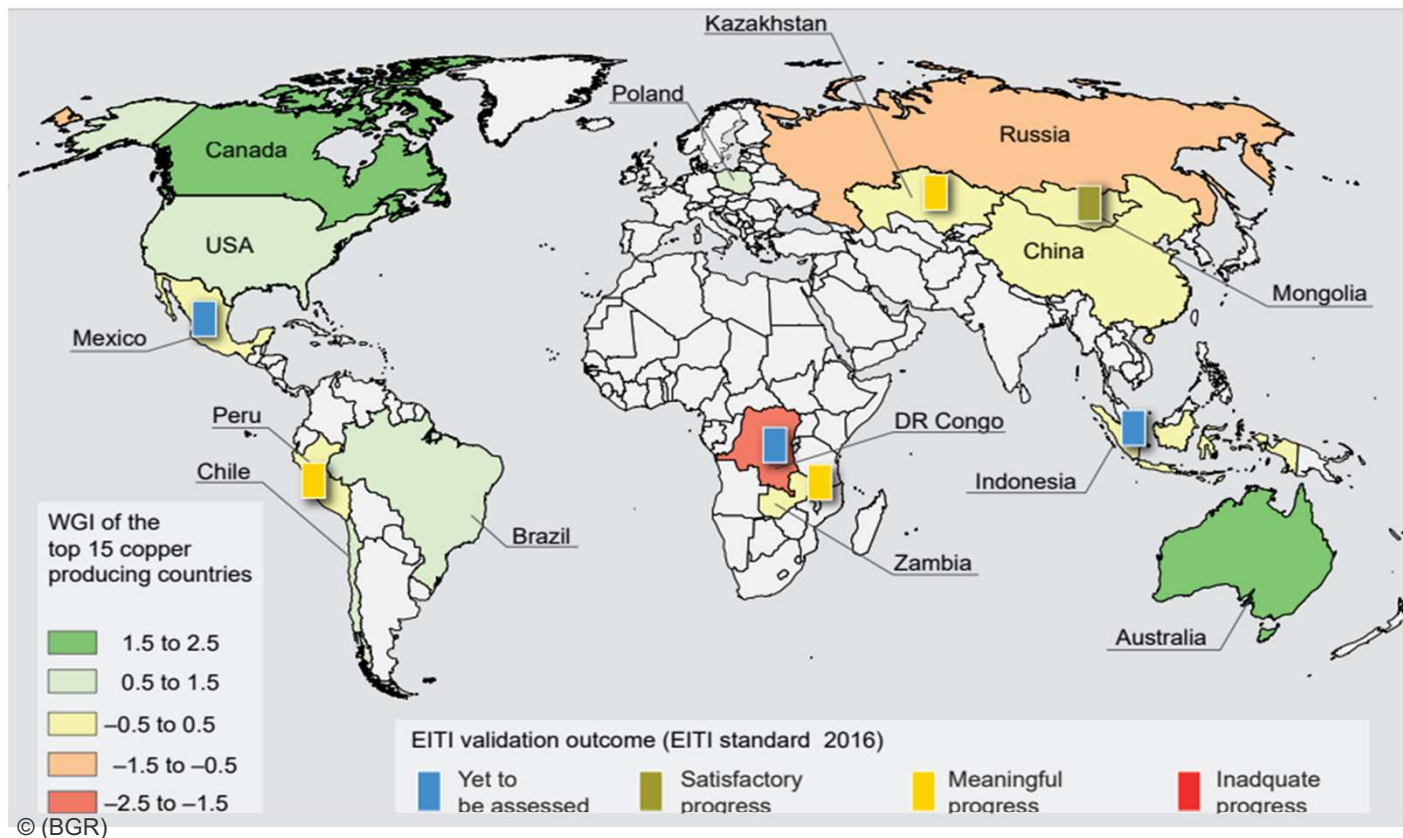 Kazakhstan
Poland
Russia
Canada
USA
China
Mongolia
Mexico
Peru
DR Congo
Chile
Indonesia
Brazil
Zambia
Australia
WGI of the
top 15 copper
producing countries
1.5 to 2.5
0.5 to 1.5
–0.5 to 0.5
–1.5 to –0.5
–2.5 to –1.5
EITI validation outcome (EITI standard 2016)
Yet to
be assessed
Satisfactory
progress
Meaningful
progress
Inadquate
progress
© (BGR)